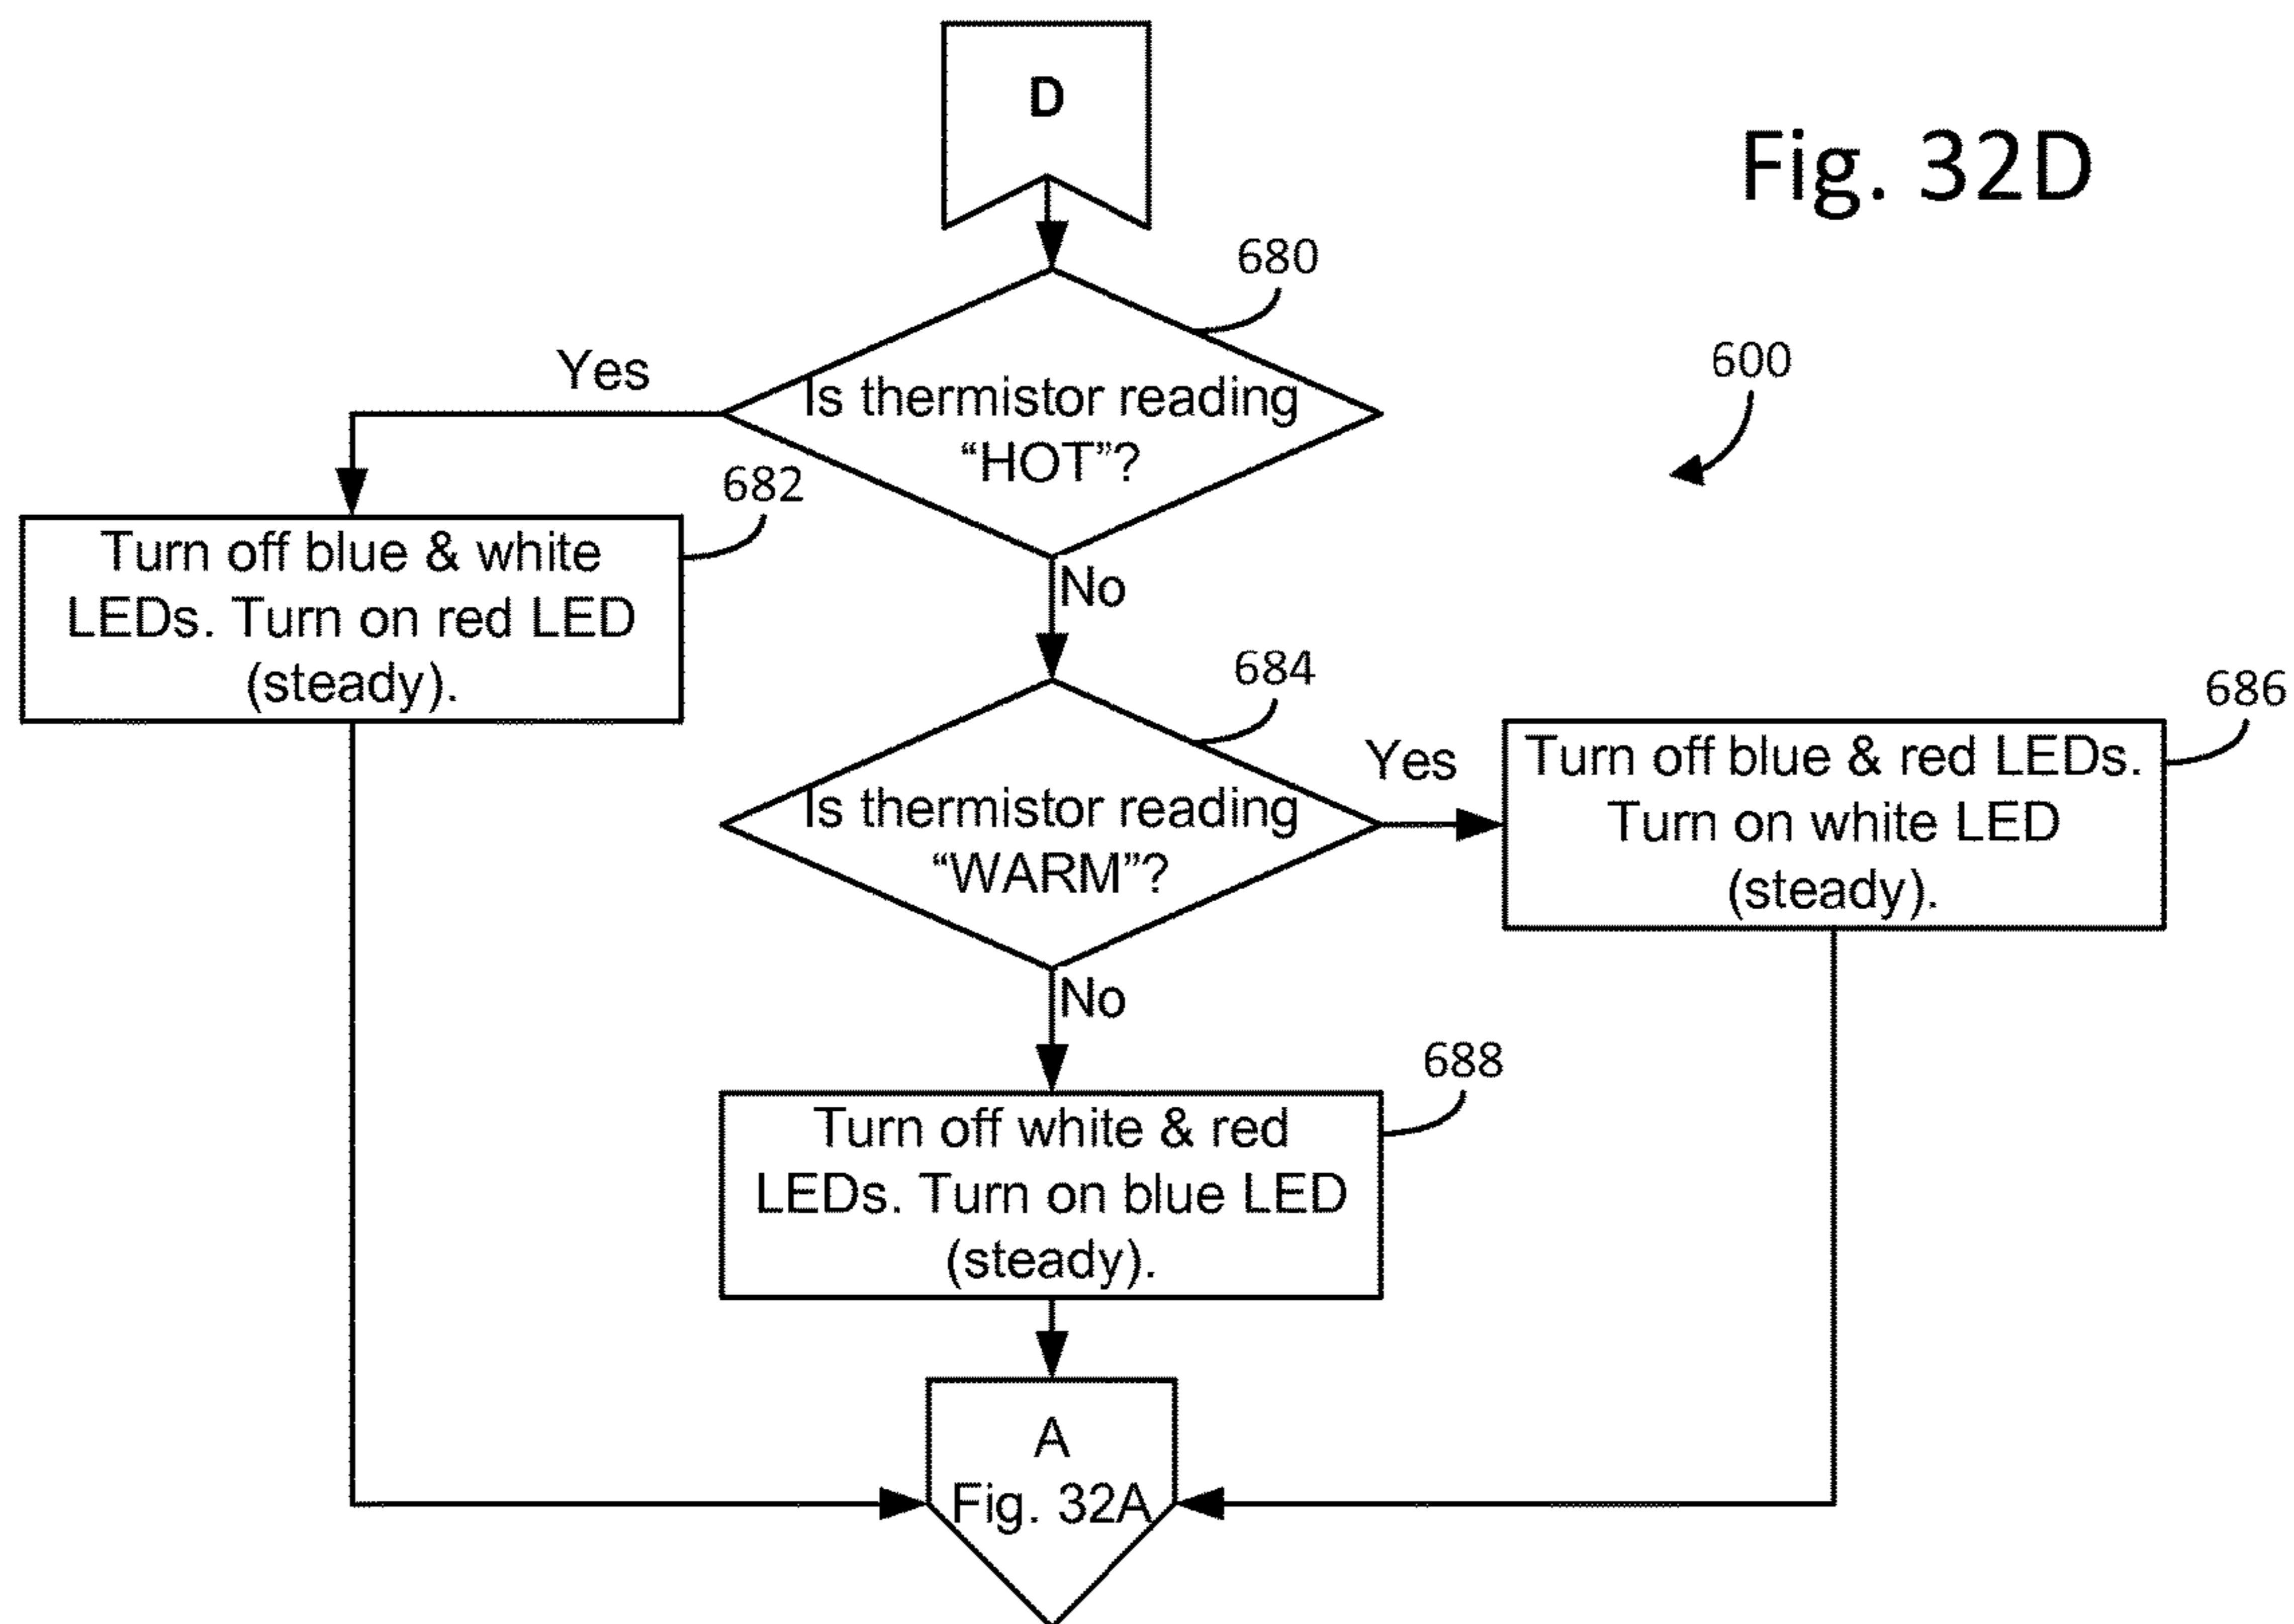 D
Fig. 32D
680
600
Yes
Is thermistor reading
“HOT”?
682
Turn off blue & white
LEDs. Turn on red LED
(steady).
No
684
686
Yes
Is thermistor reading
“WARM”?
Turn off blue & red LEDs.
Turn on white LED
(steady).
No
688
Turn off white & red
LEDs. Turn on blue LED
(steady).
A
Fig. 32A